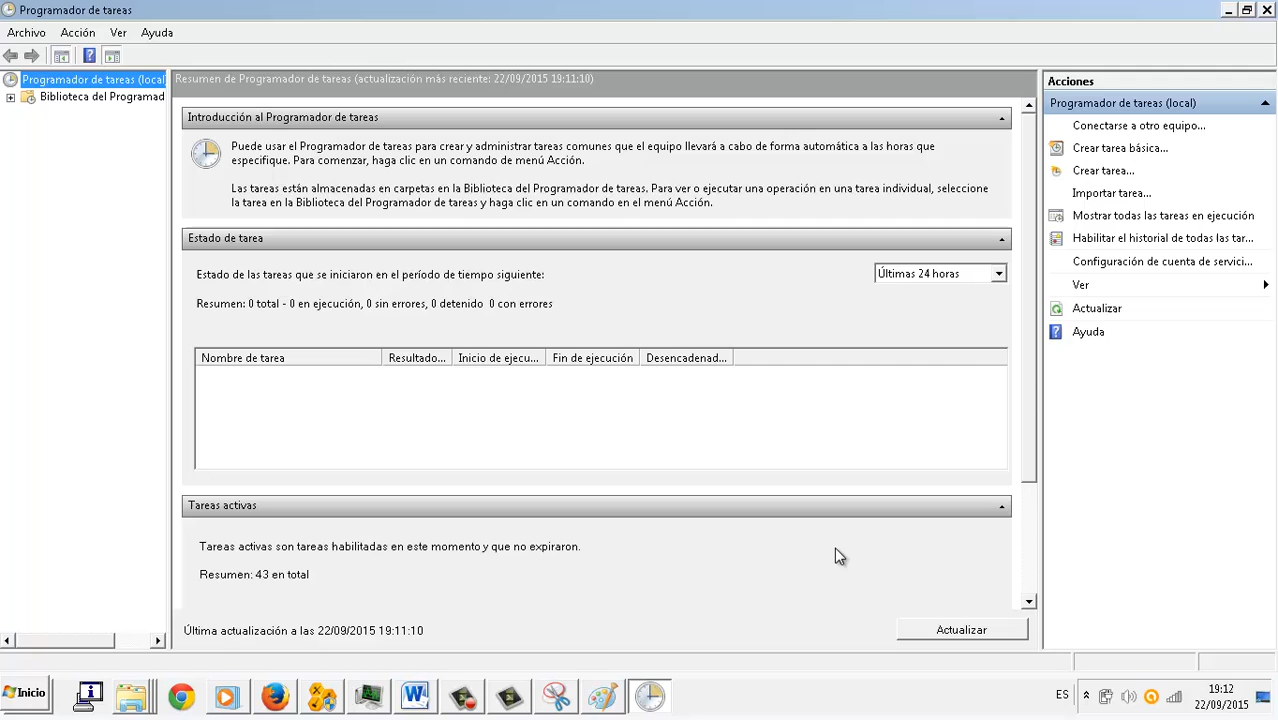 Programador de tareas
Archivo Acción Ver Ayuda
Programador de tareas (local
Biblioteca del Programad
Resumen de Programador de tareas (actualización más reciente: 22/09/2015 19:11:10)
Introducción al Programador de tareas
Puede usar el Programador de tareas para crear y administrar tareas comunes que el equipo llevará a cabo de forma automática a las horas que
especifique. Para comenzar, haga clic en un comando de menú Acción.
Las tareas están almacenadas en carpetas en la Biblioteca del Programador de tareas. Para ver o ejecutar una operación en una tarea individual, seleccione
la tarea en la Biblioteca del Programador de tareas y haga clic en un comando en el menú Acción.
Estado de tarea
Estado de las tareas que se iniciaron en el período de tiempo siguiente:
Últimas 24 horas
Resumen: 0 total - 0 en ejecución, 0 sin errores, 0 detenido 0 con errores
Nombre de tarea Resultado... Inicio de ejecu... Fin de ejecución Desencadenad...
Tareas activas
Tareas activas son tareas habilitadas en este momento y que no expiraron.
Resumen: 43 en total
Última actualización a las 22/09/2015 19:11:10
Actualizar
Acciones
Programador de tareas (local)
Conectarse a otro equipo...
Crear tarea básica...
Crear tarea...
Importar tarea...
Mostrar todas las tareas en ejecución
Habilitar el historial de todas las tar...
Configuración de cuenta de servici...
Ver
Actualizar
Ayuda
Inicio
ES
19:12
22/09/2015